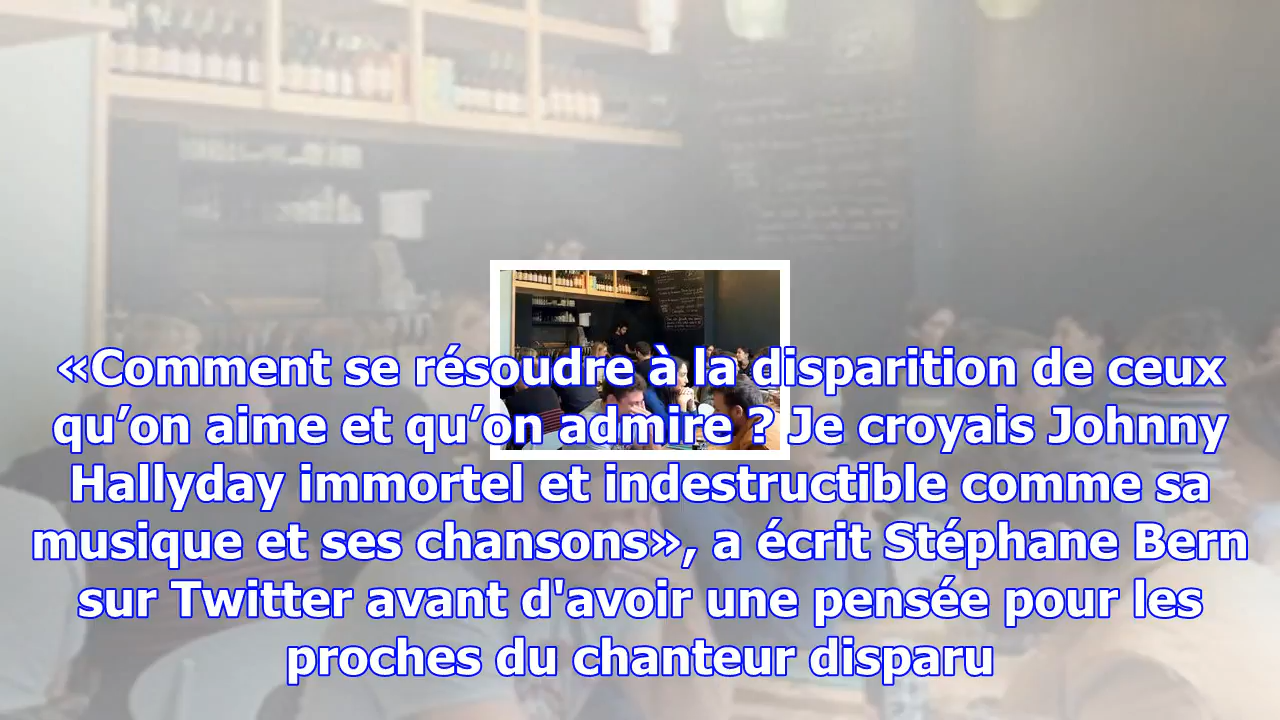 «Comment se résoudre à la disparition de ceux
qu’on aime et qu’on admire ? Je croyais Johnny
Hallyday immortel et indestructible comme sa
musique et ses chansons», a écrit Stéphane Bern
sur Twitter avant d'avoir une pensée pour les
proches du chanteur disparu